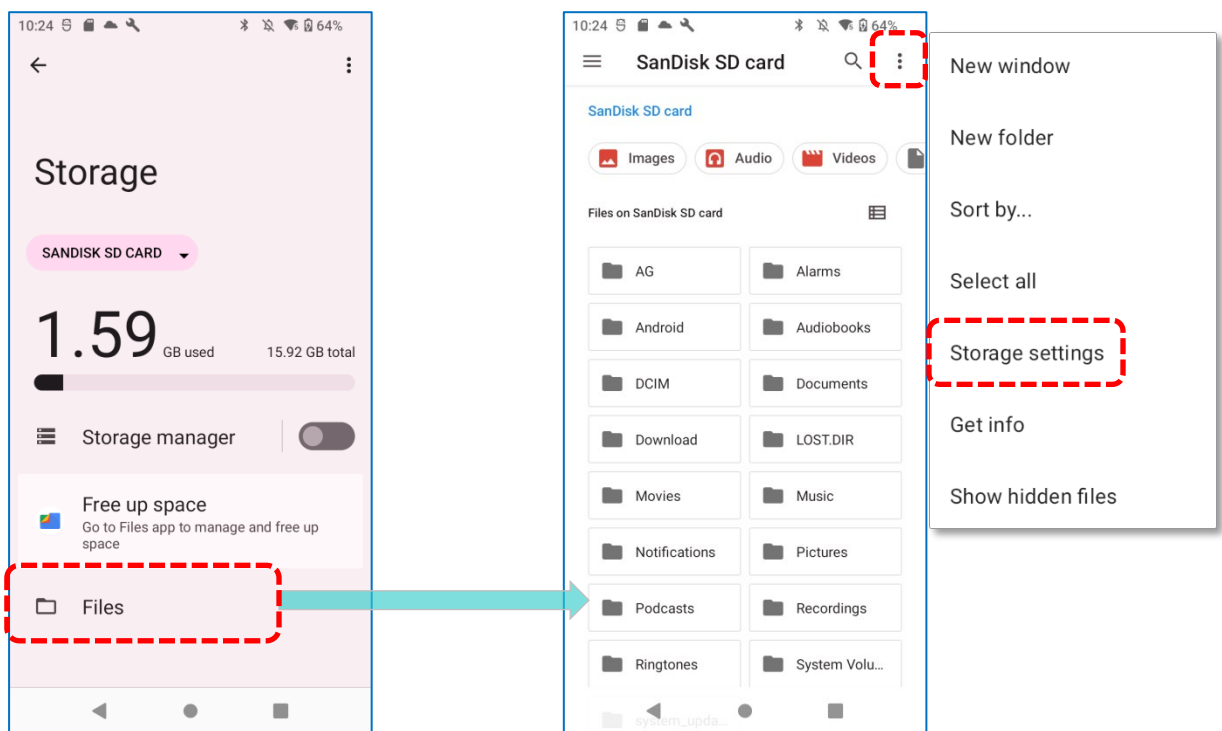 10:24
64%
Storage
SANDISK SD CARD
1.59 GB used
15.92 GB total
Storage manager
Free up space
Go to Files app to manage and free up
space
Files
10:24
64%
SanDisk SD card
SanDisk SD card
Images
Audio
Videos
Files on SanDisk SD card
AG
Alarms
Android
Audiobooks
DCIM
Documents
Download
LOST.DIR
Movies
Music
Notifications
Pictures
Podcasts
Recordings
Ringtones
System Volu...
system_upda...
New window
New folder
Sort by...
Select all
Storage settings
Get info
Show hidden files